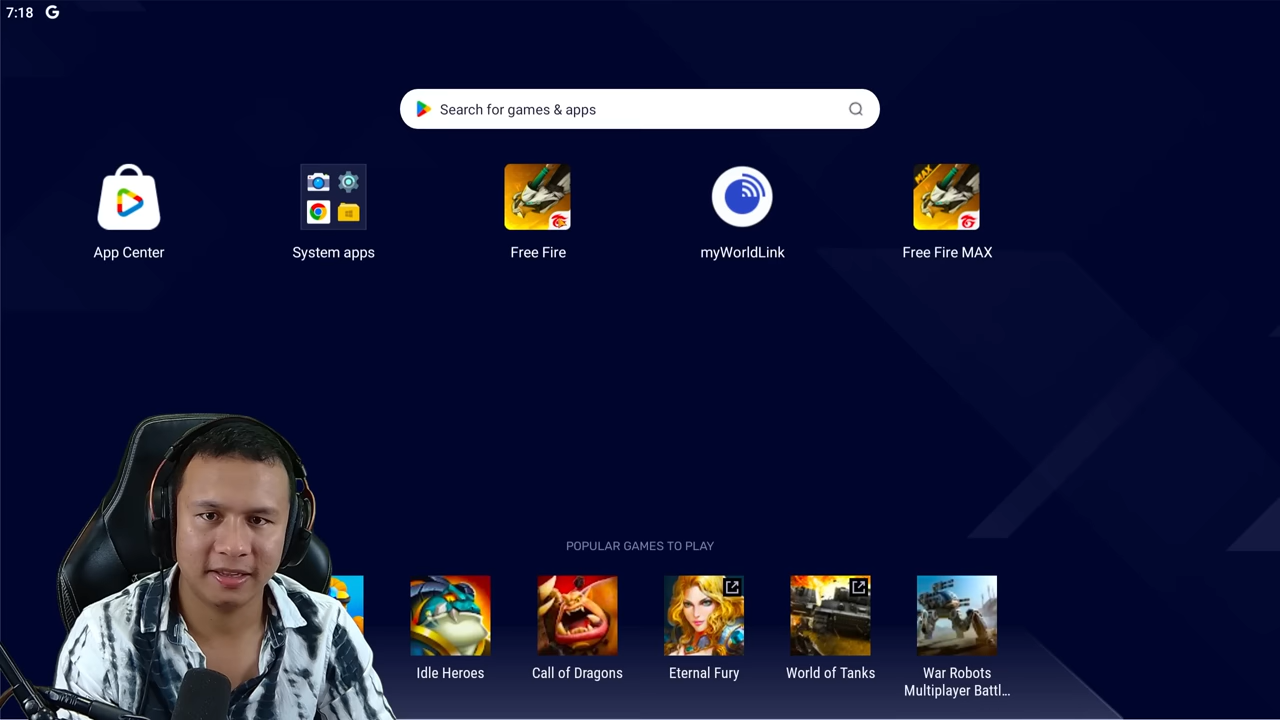 7:18
Search for games & apps
App Center
System apps
Free Fire
myWorldLink
MAX
Free Fire MAX
POPULAR GAMES TO PLAY
Idle Heroes
Call of Dragons
Eternal Fury
World of Tanks
War Robots
Multiplayer Battl...